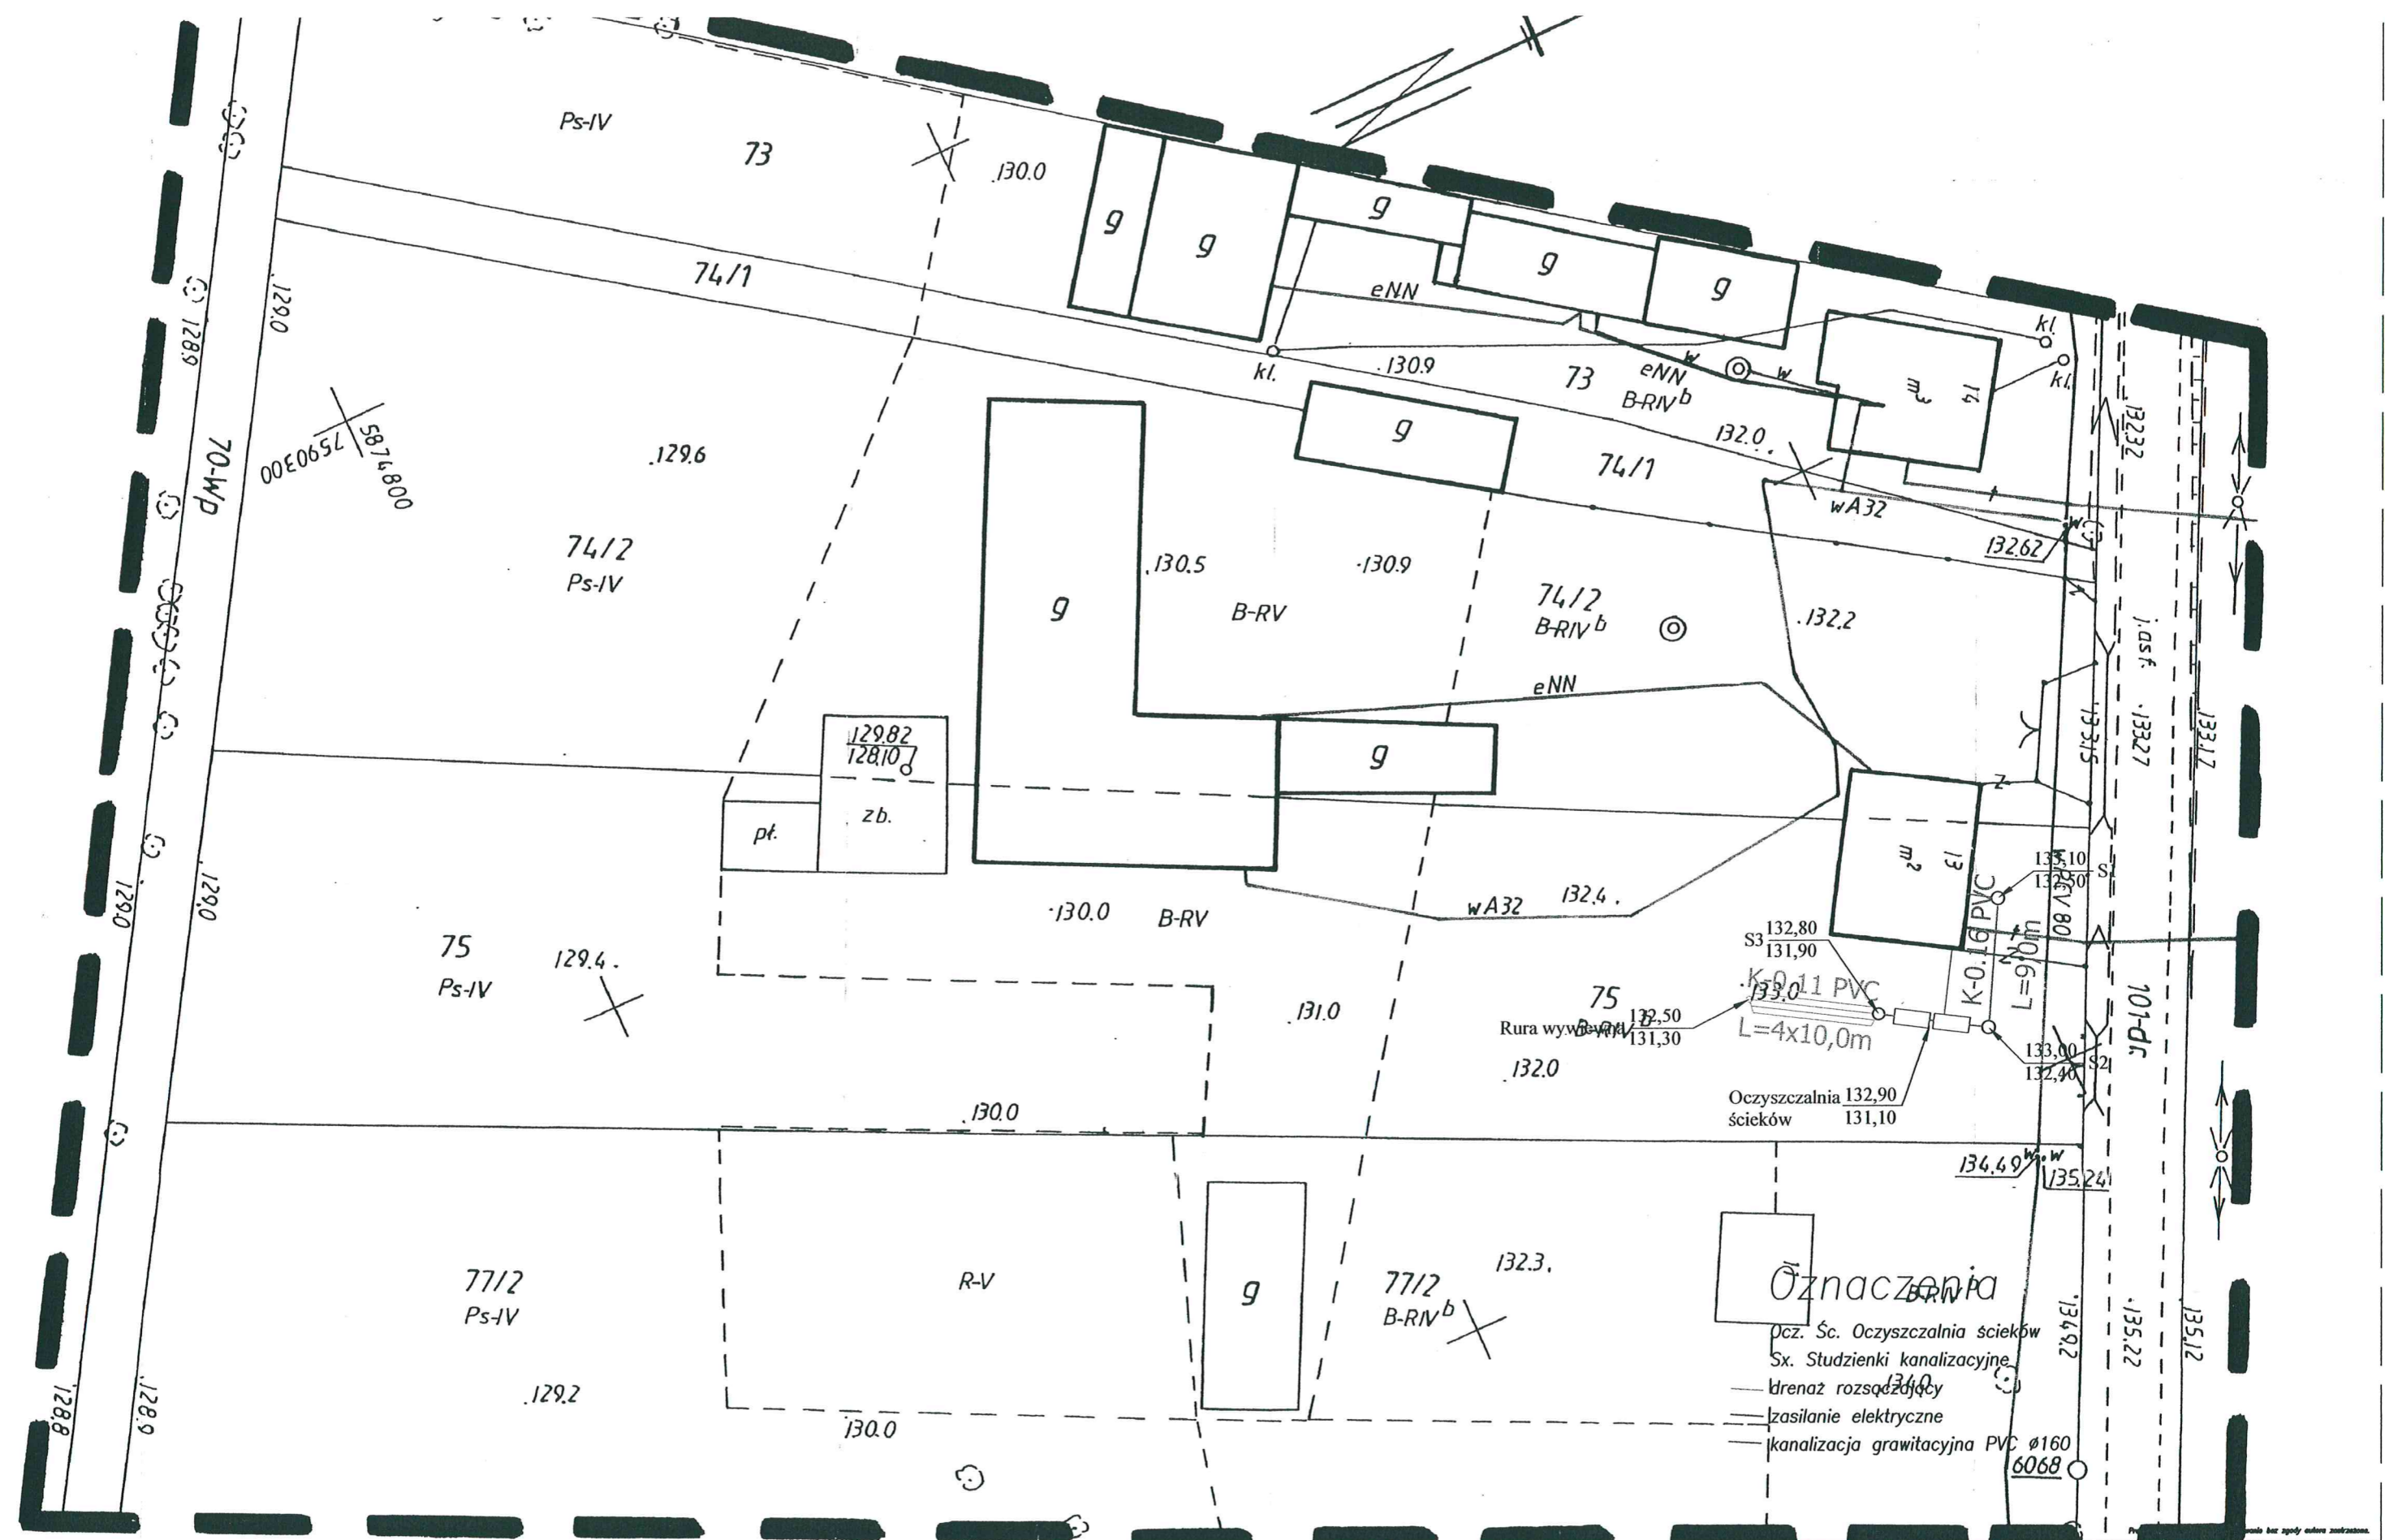 Ps-IV
73
.130.0
g
g
g
g
g
74/1
eNN
kl.
kl.
kl.
.130.9
73
B-RIVb
eNN
w
w
m3
14
129.0
128.9
70-Wp
7590300
5874800
.129.6
74/2
Ps-IV
g
g
132.0.
74/1
wA32
w
132.62
.132.32
.130.5
.130.9
B-RV
74/2
B-RIVb
.132.2
j.asf.
.133.27
133.15
.133.17
eNN
g
129.82
128.10
zb.
pł.
m2
13
129.0
.129.0
.130.0
B-RV
wA32
132.4.
S3
132,80
131,90
133,10
132,50
K-0.16 PVC
L=9,0m
75
Ps-IV
129.4.
.131.0
75
K-0.11 PVC
.133.0
L=4x10,0m
Rura wywiewna
132,50
131,30
B-RIVb
.132.0
133,00
132,40
S2
101-dr.
Oczyszczalnia
ścieków
132,90
131,10
.130.0
134.49
w.w
135.24
77/2
Ps-IV
R-V
g
77/2
B-RIVb
132.3.
134.92
.135.22
135.12
Oznaczenia
B-RIVb
Ocz. Śc. Oczyszczalnia ścieków
Sx. Studzienki kanalizacyjne
drenaż rozsączający
134.0
zasilanie elektryczne
kanalizacja grawitacyjna PVC ø160
6068
128.8
.128.9
.129.2
130.0